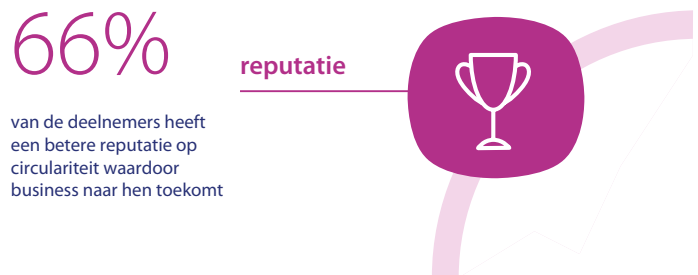 66%
reputatie
van de deelnemers heeft
een betere reputatie op
circulariteit waardoor
business naar hen toekomt